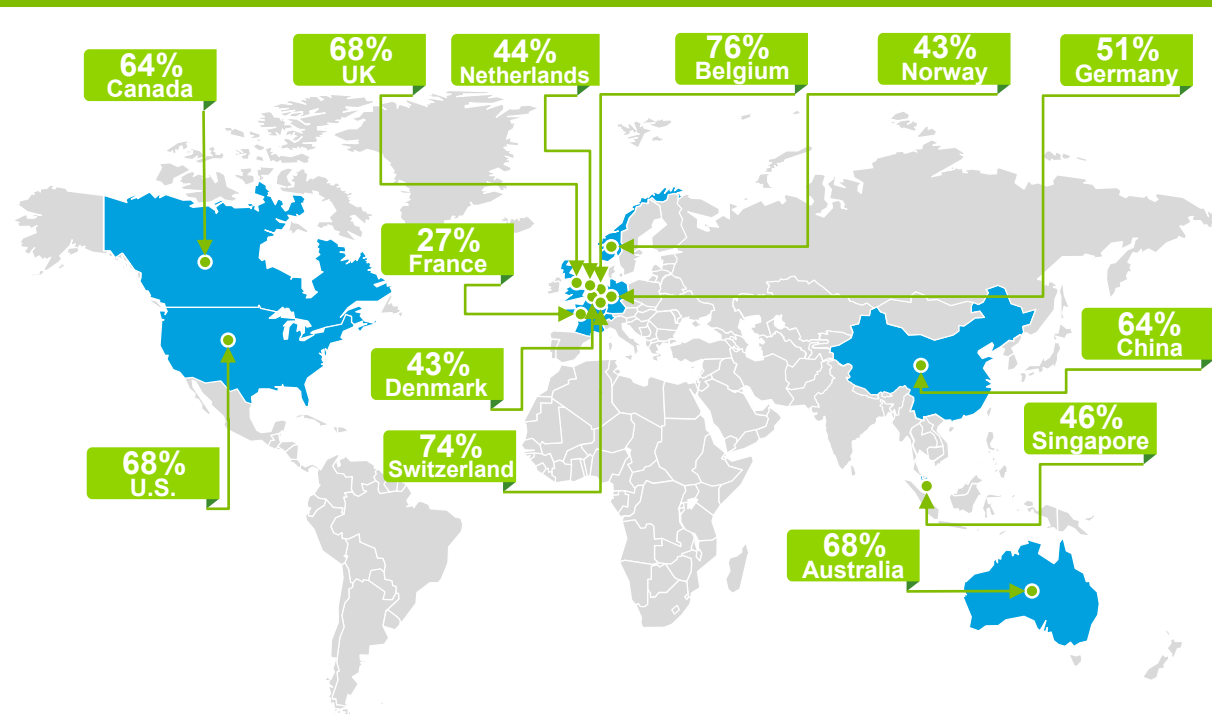 64%
Canada
68%
UK
44%
Netherlands
76%
Belgium
43%
Norway
51%
Germany
27%
France
64%
China
43%
Denmark
46%
Singapore
74%
Switzerland
68%
U.S.
68%
Australia